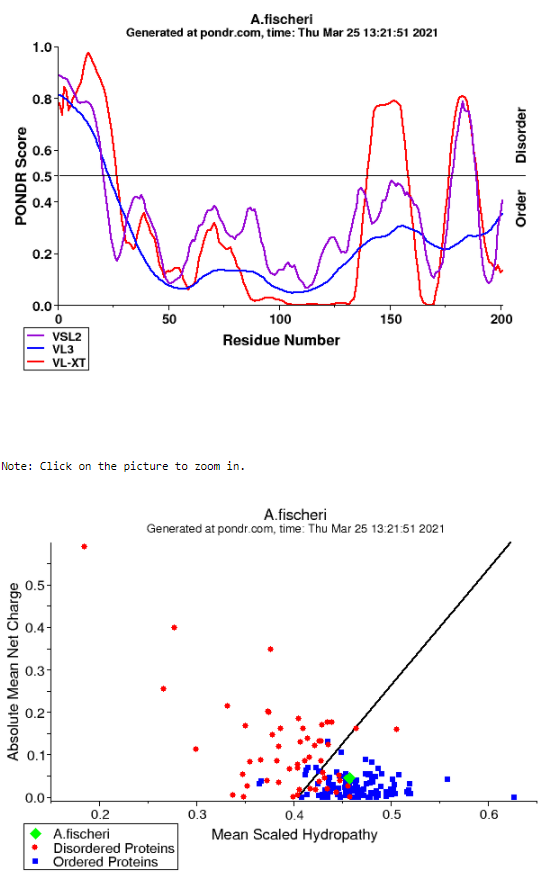 A.fischeri
Generated at pondr.com, time: Thu Mar 25 13:21:51 2021
PONDR Score
1.0
0.8
0.6
0.5
0.4
0.2
0.0
Disorder
Order
0
50
100
150
200
Residue Number
VSL2
VL3
VL-XT
Note: Click on the picture to zoom in.
A.fischeri
Generated at pondr.com, time: Thu Mar 25 13:21:51 2021
Absolute Mean Net Charge
0.5
0.4
0.3
0.2
0.1
0.0
0.2
0.3
0.4
0.5
0.6
Mean Scaled Hydropathy
A.fischeri
Disordered Proteins
Ordered Proteins